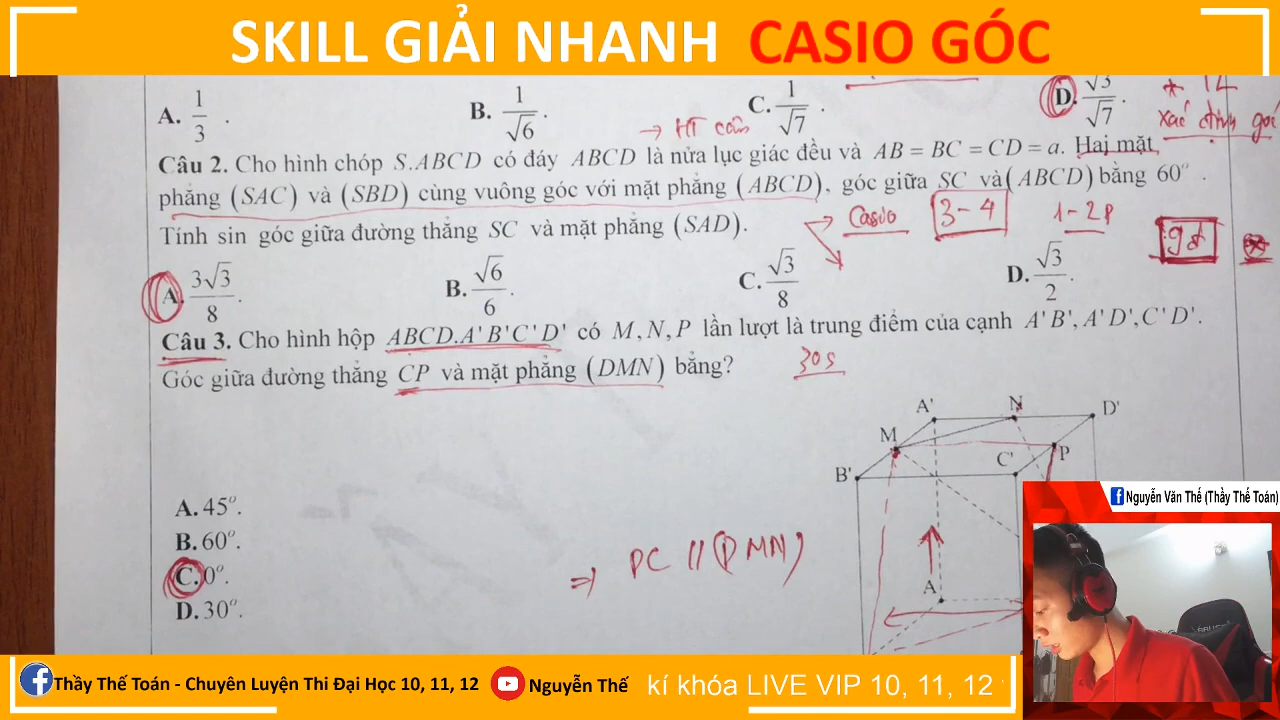 SKILL GIẢI NHANH CASIO GÓC
A. 1/3 . B. 1/√6 . C. 1/√7 . D. √3/√7 .
→ HT cân
xác định góc
Câu 2. Cho hình chóp S.ABCD có đáy ABCD là nửa lục giác đều và AB = BC = CD = a. Hai mặt
phẳng (SAC) và (SBD) cùng vuông góc với mặt phẳng (ABCD), góc giữa SC và (ABCD) bằng 60° .
Tính sin góc giữa đường thẳng SC và mặt phẳng (SAD).
Casio 3-4 1-2p
gđ
A. 3√3/8 . B. √6/6 . C. √3/8 D. √3/2 .
Câu 3. Cho hình hộp ABCD.A'B'C'D' có M, N, P lần lượt là trung điểm của cạnh A'B', A'D', C'D'.
Góc giữa đường thẳng CP và mặt phẳng (DMN) bằng? 30s
A' N D'
M P
B' C'
A
A. 45°.
B. 60°.
C. 0°.
D. 30°.
⇒ PC // (DMN)
Nguyễn Văn Thế (Thầy Thế Toán)
Thầy Thế Toán - Chuyên Luyện Thi Đại Học 10, 11, 12 Nguyễn Thế kí khóa LIVE VIP 10, 11, 12